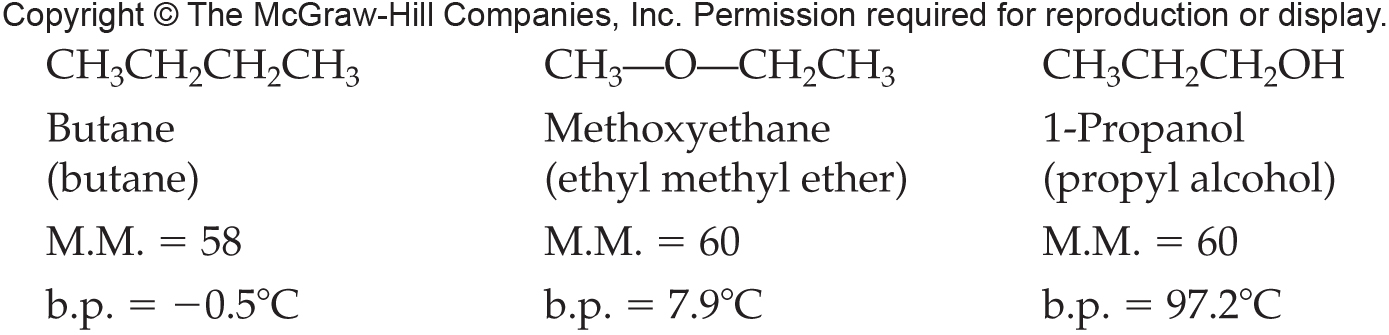 Copyright © The McGraw-Hill Companies, Inc. Permission required for reproduction or display.
CH₃CH₂CH₂CH₃ CH₃—O—CH₂CH₃ CH₃CH₂CH₂OH
Butane Methoxyethane 1-Propanol
(butane) (ethyl methyl ether) (propyl alcohol)
M.M. = 58 M.M. = 60 M.M. = 60
b.p. = −0.5°C b.p. = 7.9°C b.p. = 97.2°C